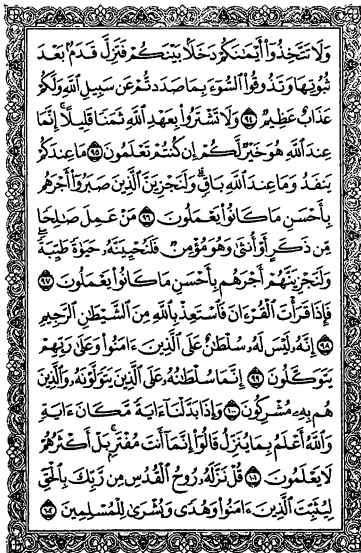 وَلَا تَتَّخِذُوٓا۟ أَيْمَٰنَكُمْ دَخَلًۢا بَيْنَكُمْ فَتَزِلَّ قَدَمٌۢ بَعْدَ
ثُبُوتِهَا وَتَذُوقُوا۟ ٱلسُّوٓءَ بِمَا صَدَدتُّمْ عَن سَبِيلِ ٱللَّهِ وَلَكُمْ
عَذَابٌ عَظِيمٌ ٩٤ وَلَا تَشْتَرُوا۟ بِعَهْدِ ٱللَّهِ ثَمَنًا قَلِيلًا ۚ إِنَّمَا
عِندَ ٱللَّهِ هُوَ خَيْرٌ لَّكُمْ إِن كُنتُمْ تَعْلَمُونَ ٩٥ مَا عِندَكُمْ
يَنفَدُ وَمَا عِندَ ٱللَّهِ بَاقٍ ۗ وَلَنَجْزِيَنَّ ٱلَّذِينَ صَبَرُوٓا۟ أَجْرَهُم
بِأَحْسَنِ مَا كَانُوا۟ يَعْمَلُونَ ٩٦ مَنْ عَمِلَ صَٰلِحًا
مِّن ذَكَرٍ أَوْ أُنثَىٰ وَهُوَ مُؤْمِنٌ فَلَنُحْيِيَنَّهُۥ حَيَوٰةً طَيِّبَةً ۖ
وَلَنَجْزِيَنَّهُمْ أَجْرَهُم بِأَحْسَنِ مَا كَانُوا۟ يَعْمَلُونَ ٩٧
فَإِذَا قَرَأْتَ ٱلْقُرْءَانَ فَٱسْتَعِذْ بِٱللَّهِ مِنَ ٱلشَّيْطَٰنِ ٱلرَّجِيمِ
٩٨ إِنَّهُۥ لَيْسَ لَهُۥ سُلْطَٰنٌ عَلَى ٱلَّذِينَ ءَامَنُوا۟ وَعَلَىٰ رَبِّهِمْ
يَتَوَكَّلُونَ ٩٩ إِنَّمَا سُلْطَٰنُهُۥ عَلَى ٱلَّذِينَ يَتَوَلَّوْنَهُۥ وَٱلَّذِينَ
هُم بِهِۦ مُشْرِكُونَ ١٠٠ وَإِذَا بَدَّلْنَآ ءَايَةً مَّكَانَ ءَايَةٍ ۙ
وَٱللَّهُ أَعْلَمُ بِمَا يُنَزِّلُ قَالُوٓا۟ إِنَّمَآ أَنتَ مُفْتَرٍۭ ۚ بَلْ أَكْثَرُهُمْ
لَا يَعْلَمُونَ ١٠١ قُلْ نَزَّلَهُۥ رُوحُ ٱلْقُدُسِ مِن رَّبِّكَ بِٱلْحَقِّ
لِيُثَبِّتَ ٱلَّذِينَ ءَامَنُوا۟ وَهُدًى وَبُشْرَىٰ لِلْمُسْلِمِينَ ١٠٢